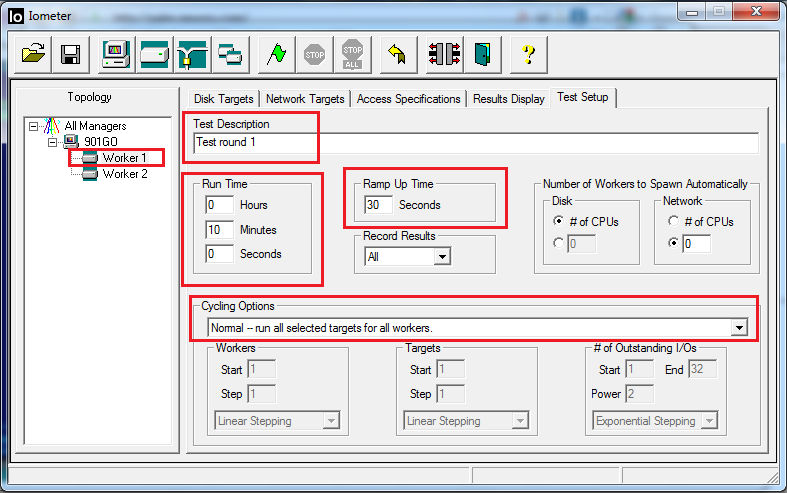 Io Iometer
STOP STOP ALL ?
Topology
All Managers
901GO
Worker 1
Worker 2
Disk Targets Network Targets Access Specifications Results Display Test Setup
Test Description
Test round 1
Run Time
0 Hours
10 Minutes
0 Seconds
Ramp Up Time
30 Seconds
Record Results
All
Number of Workers to Spawn Automatically
Disk
# of CPUs
0
Network
# of CPUs
0
Cycling Options
Normal -- run all selected targets for all workers.
Workers
Start 1
Step 1
Linear Stepping
Targets
Start 1
Step 1
Linear Stepping
# of Outstanding I/Os
Start 1 End 32
Power 2
Exponential Stepping